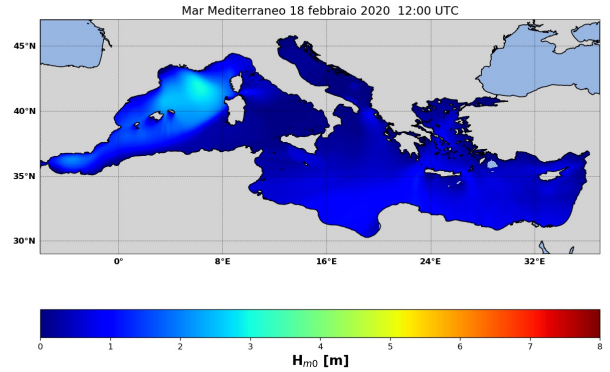 Mar Mediterraneo 18 febbraio 2020  12:00 UTC
45°N
40°N
35°N
30°N
0° 8°E 16°E 24°E 32°E
0 1 2 3 4 5 6 7 8
Hm0 [m]